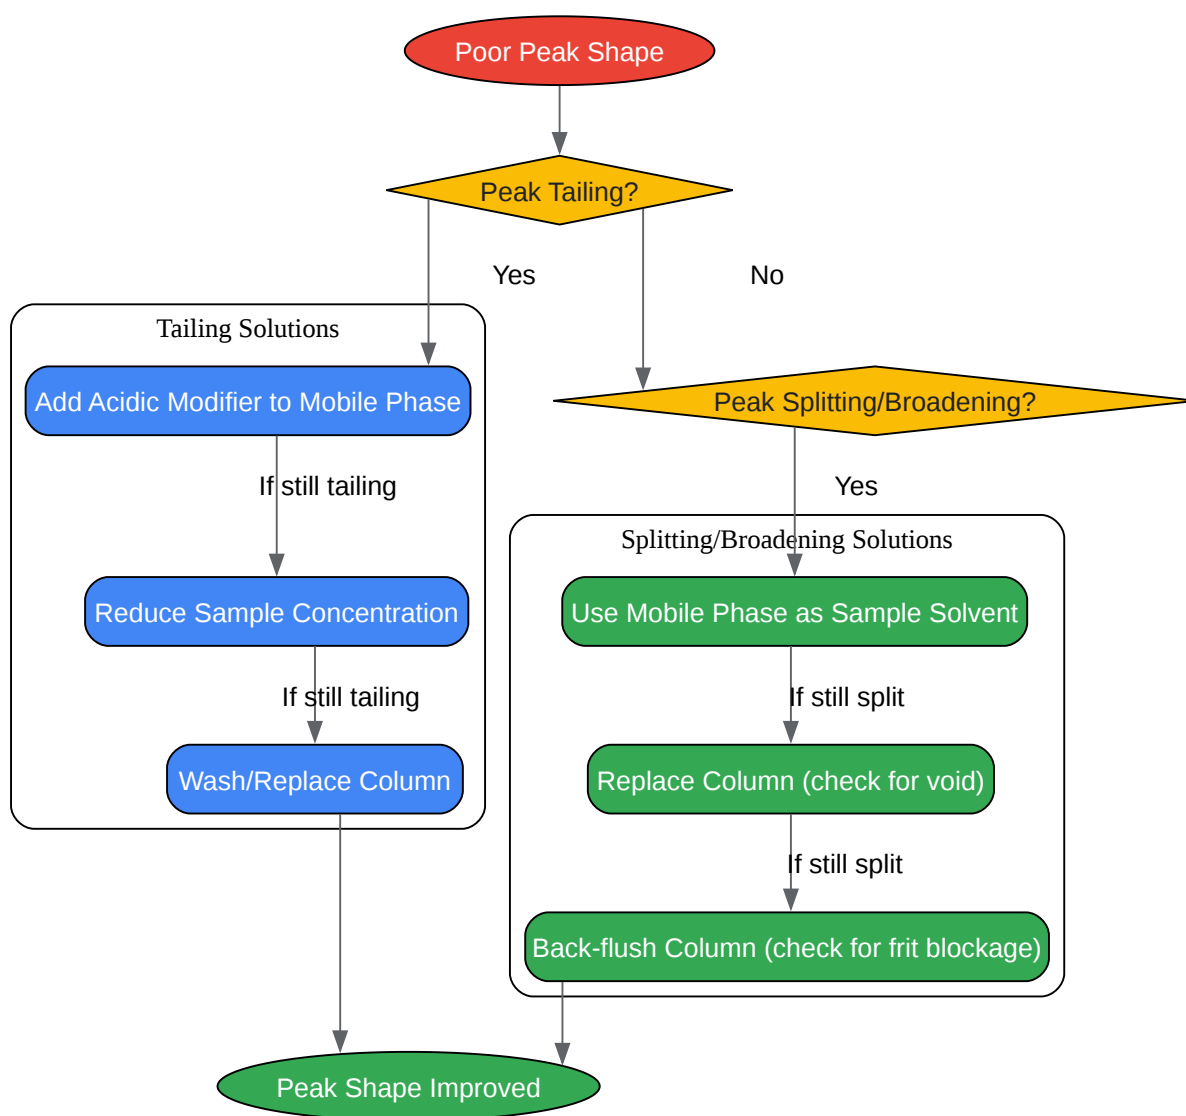 Poor Peak Shape
Peak Tailing?
Yes
No
Tailing Solutions
Add Acidic Modifier to Mobile Phase
Peak Splitting/Broadening?
If still tailing
Yes
Splitting/Broadening Solutions
Reduce Sample Concentration
Use Mobile Phase as Sample Solvent
If still tailing
If still split
Wash/Replace Column
Replace Column (check for void)
If still split
Back-flush Column (check for frit blockage)
Peak Shape Improved